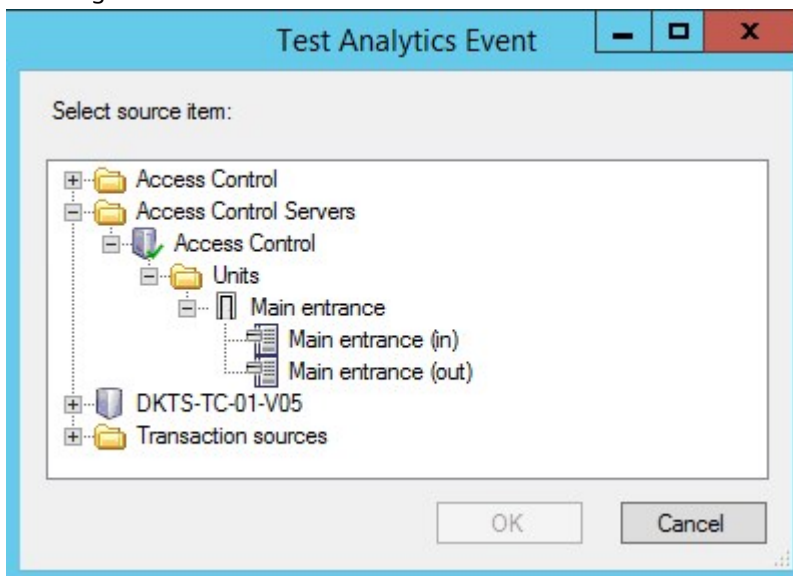 Test Analytics Event
Select source item:
Access Control
Access Control Servers
Access Control
Units
Main entrance
Main entrance (in)
Main entrance (out)
DKTS-TC-01-V05
Transaction sources
OK
Cancel